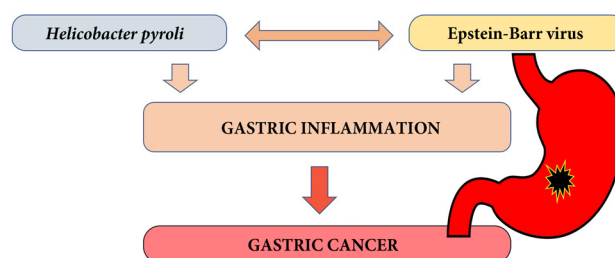 Helicobacter pyroli
Epstein-Barr virus
GASTRIC INFLAMMATION
GASTRIC CANCER